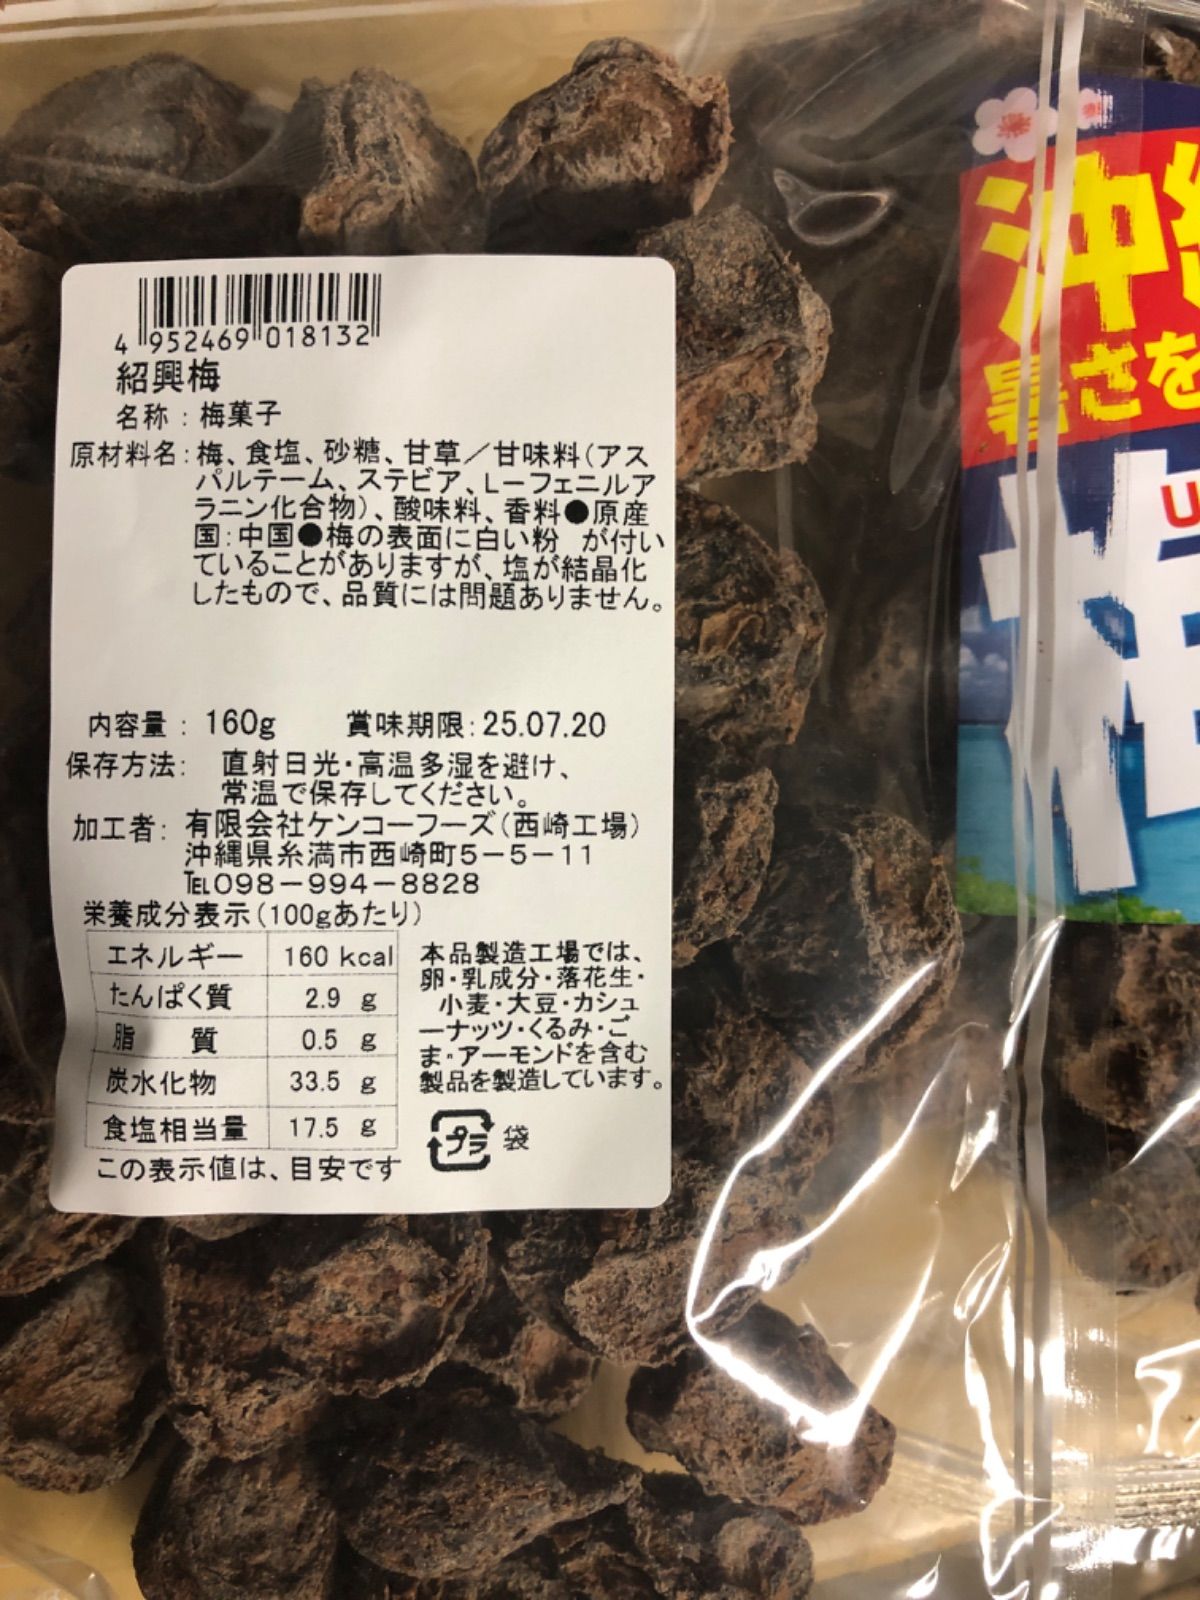 4 952469 018132
紹興梅
名称：梅菓子
原材料名：梅、食塩、砂糖、甘草／甘味料（アス
パルテーム、ステビア、L－フェニルア
ラニン化合物）、酸味料、香料●原産
国：中国●梅の表面に白い粉　が付い
ていることがありますが、塩が結晶化
したもので、品質には問題ありません。
内容量：160g　賞味期限：25.07.20
保存方法：直射日光・高温多湿を避け、
常温で保存してください。
加工者：有限会社ケンコーフーズ（西崎工場）
沖縄県糸満市西崎町5－5－11
℡098－994－8828
栄養成分表示（100gあたり）
エネルギー 160 kcal
たんぱく質 2.9 g
脂　質 0.5 g
炭水化物 33.5 g
食塩相当量 17.5 g
この表示値は、目安です
本品製造工場では、
卵・乳成分・落花生・
小麦・大豆・カシュ
ーナッツ・くるみ・ご
ま・アーモンドを含む
製品を製造しています。
プラ 袋
沖
暑さを
U